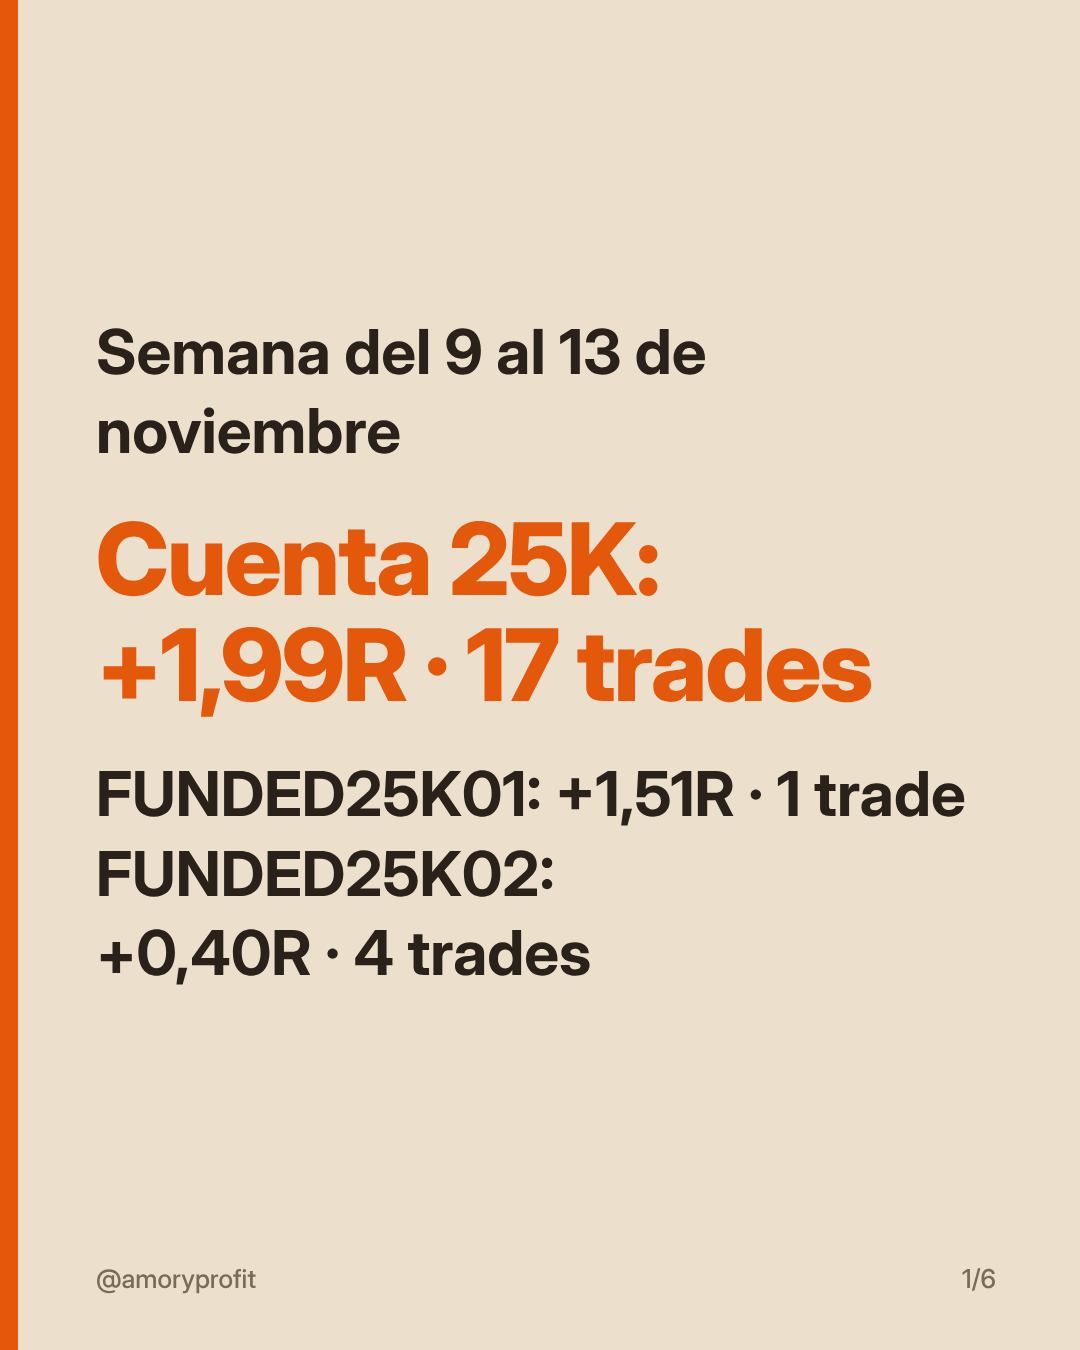 Semana del 9 al 13 de
noviembre
Cuenta 25K:
+1,99R · 17 trades
FUNDED25K01: +1,51R · 1 trade
FUNDED25K02:
+0,40R · 4 trades
@amoryprofit
1/6